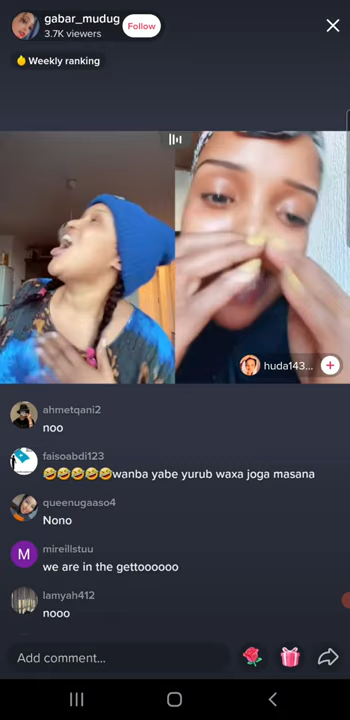 gabar_mudug
3.7K viewers
Follow
Weekly ranking
huda143...
ahmetqani2
noo
faisoabdi123
🤣🤣🤣🤣🤣wanba yabe yurub waxa joga masana
queenugaaso4
Nono
M
mireillstuu
we are in the gettoooooo
lamyah412
nooo
Add comment...